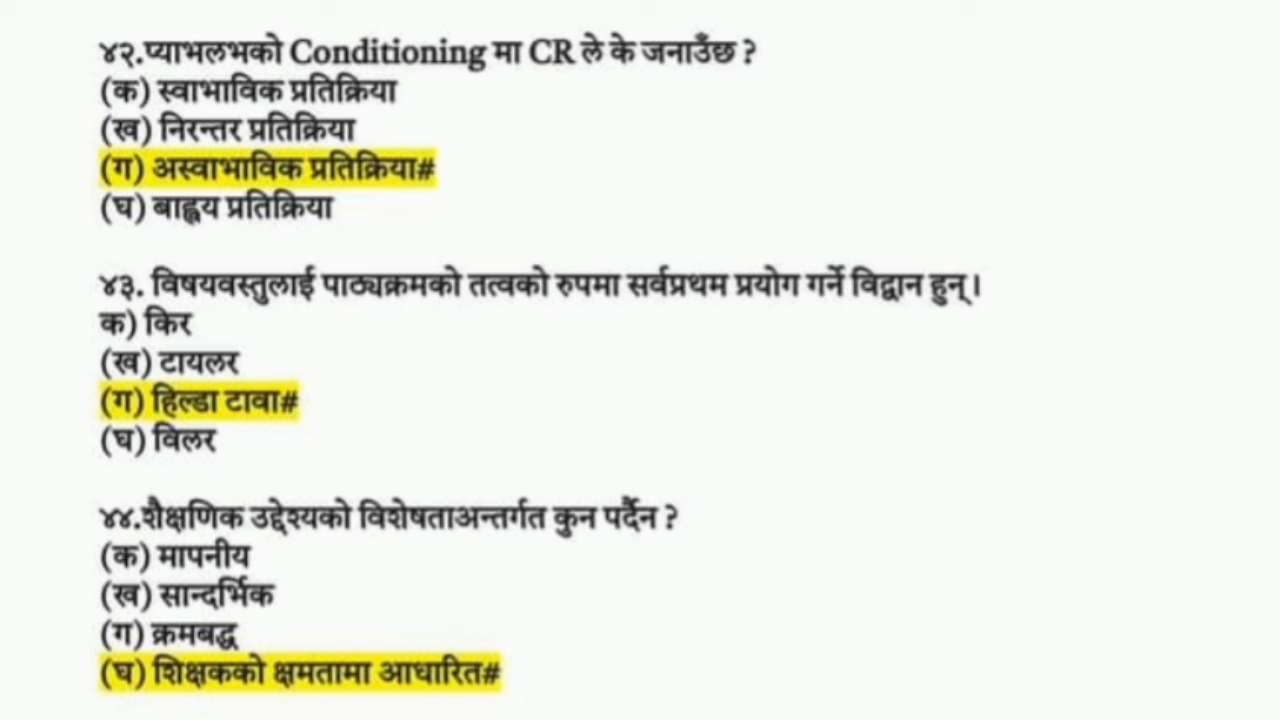 ४२.प्याभलभको Conditioning मा CR ले के जनाउँछ ?
(क) स्वाभाविक प्रतिक्रिया
(ख) निरन्तर प्रतिक्रिया
(ग) अस्वाभाविक प्रतिक्रिया#
(घ) बाह्वय प्रतिक्रिया
४३. विषयवस्तुलाई पाठ्यक्रमको तत्वको रुपमा सर्वप्रथम प्रयोग गर्ने विद्वान हुन् ।
क) किर
(ख) टायलर
(ग) हिल्डा टावा#
(घ) विलर
४४.शैक्षणिक उद्देश्यको विशेषताअन्तर्गत कुन पर्दैन ?
(क) मापनीय
(ख) सान्दर्भिक
(ग) क्रमबद्ध
(घ) शिक्षकको क्षमतामा आधारित#